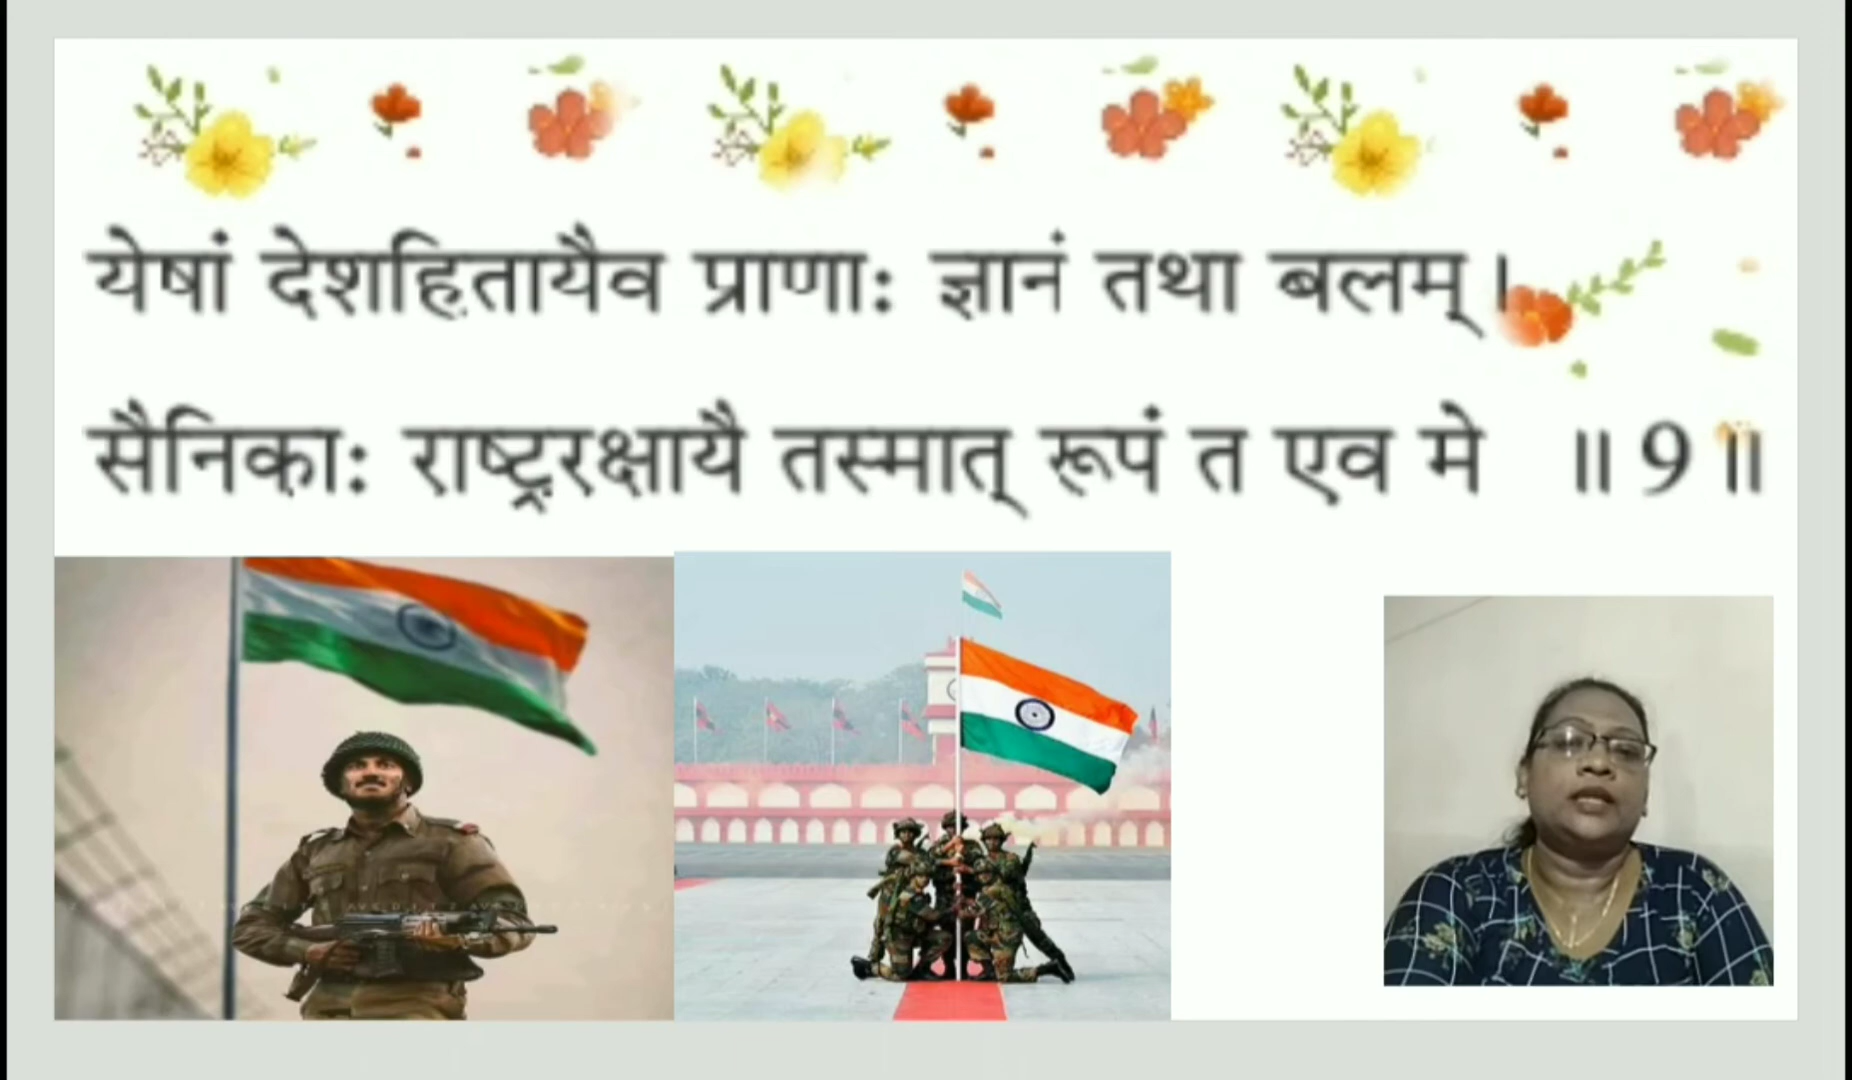 येषां देशहितायैव प्राणाः ज्ञानं तथा बलम् ।
सैनिकाः राष्ट्ररक्षायै तस्मात् रूपं त एव मे ॥ 9 ॥